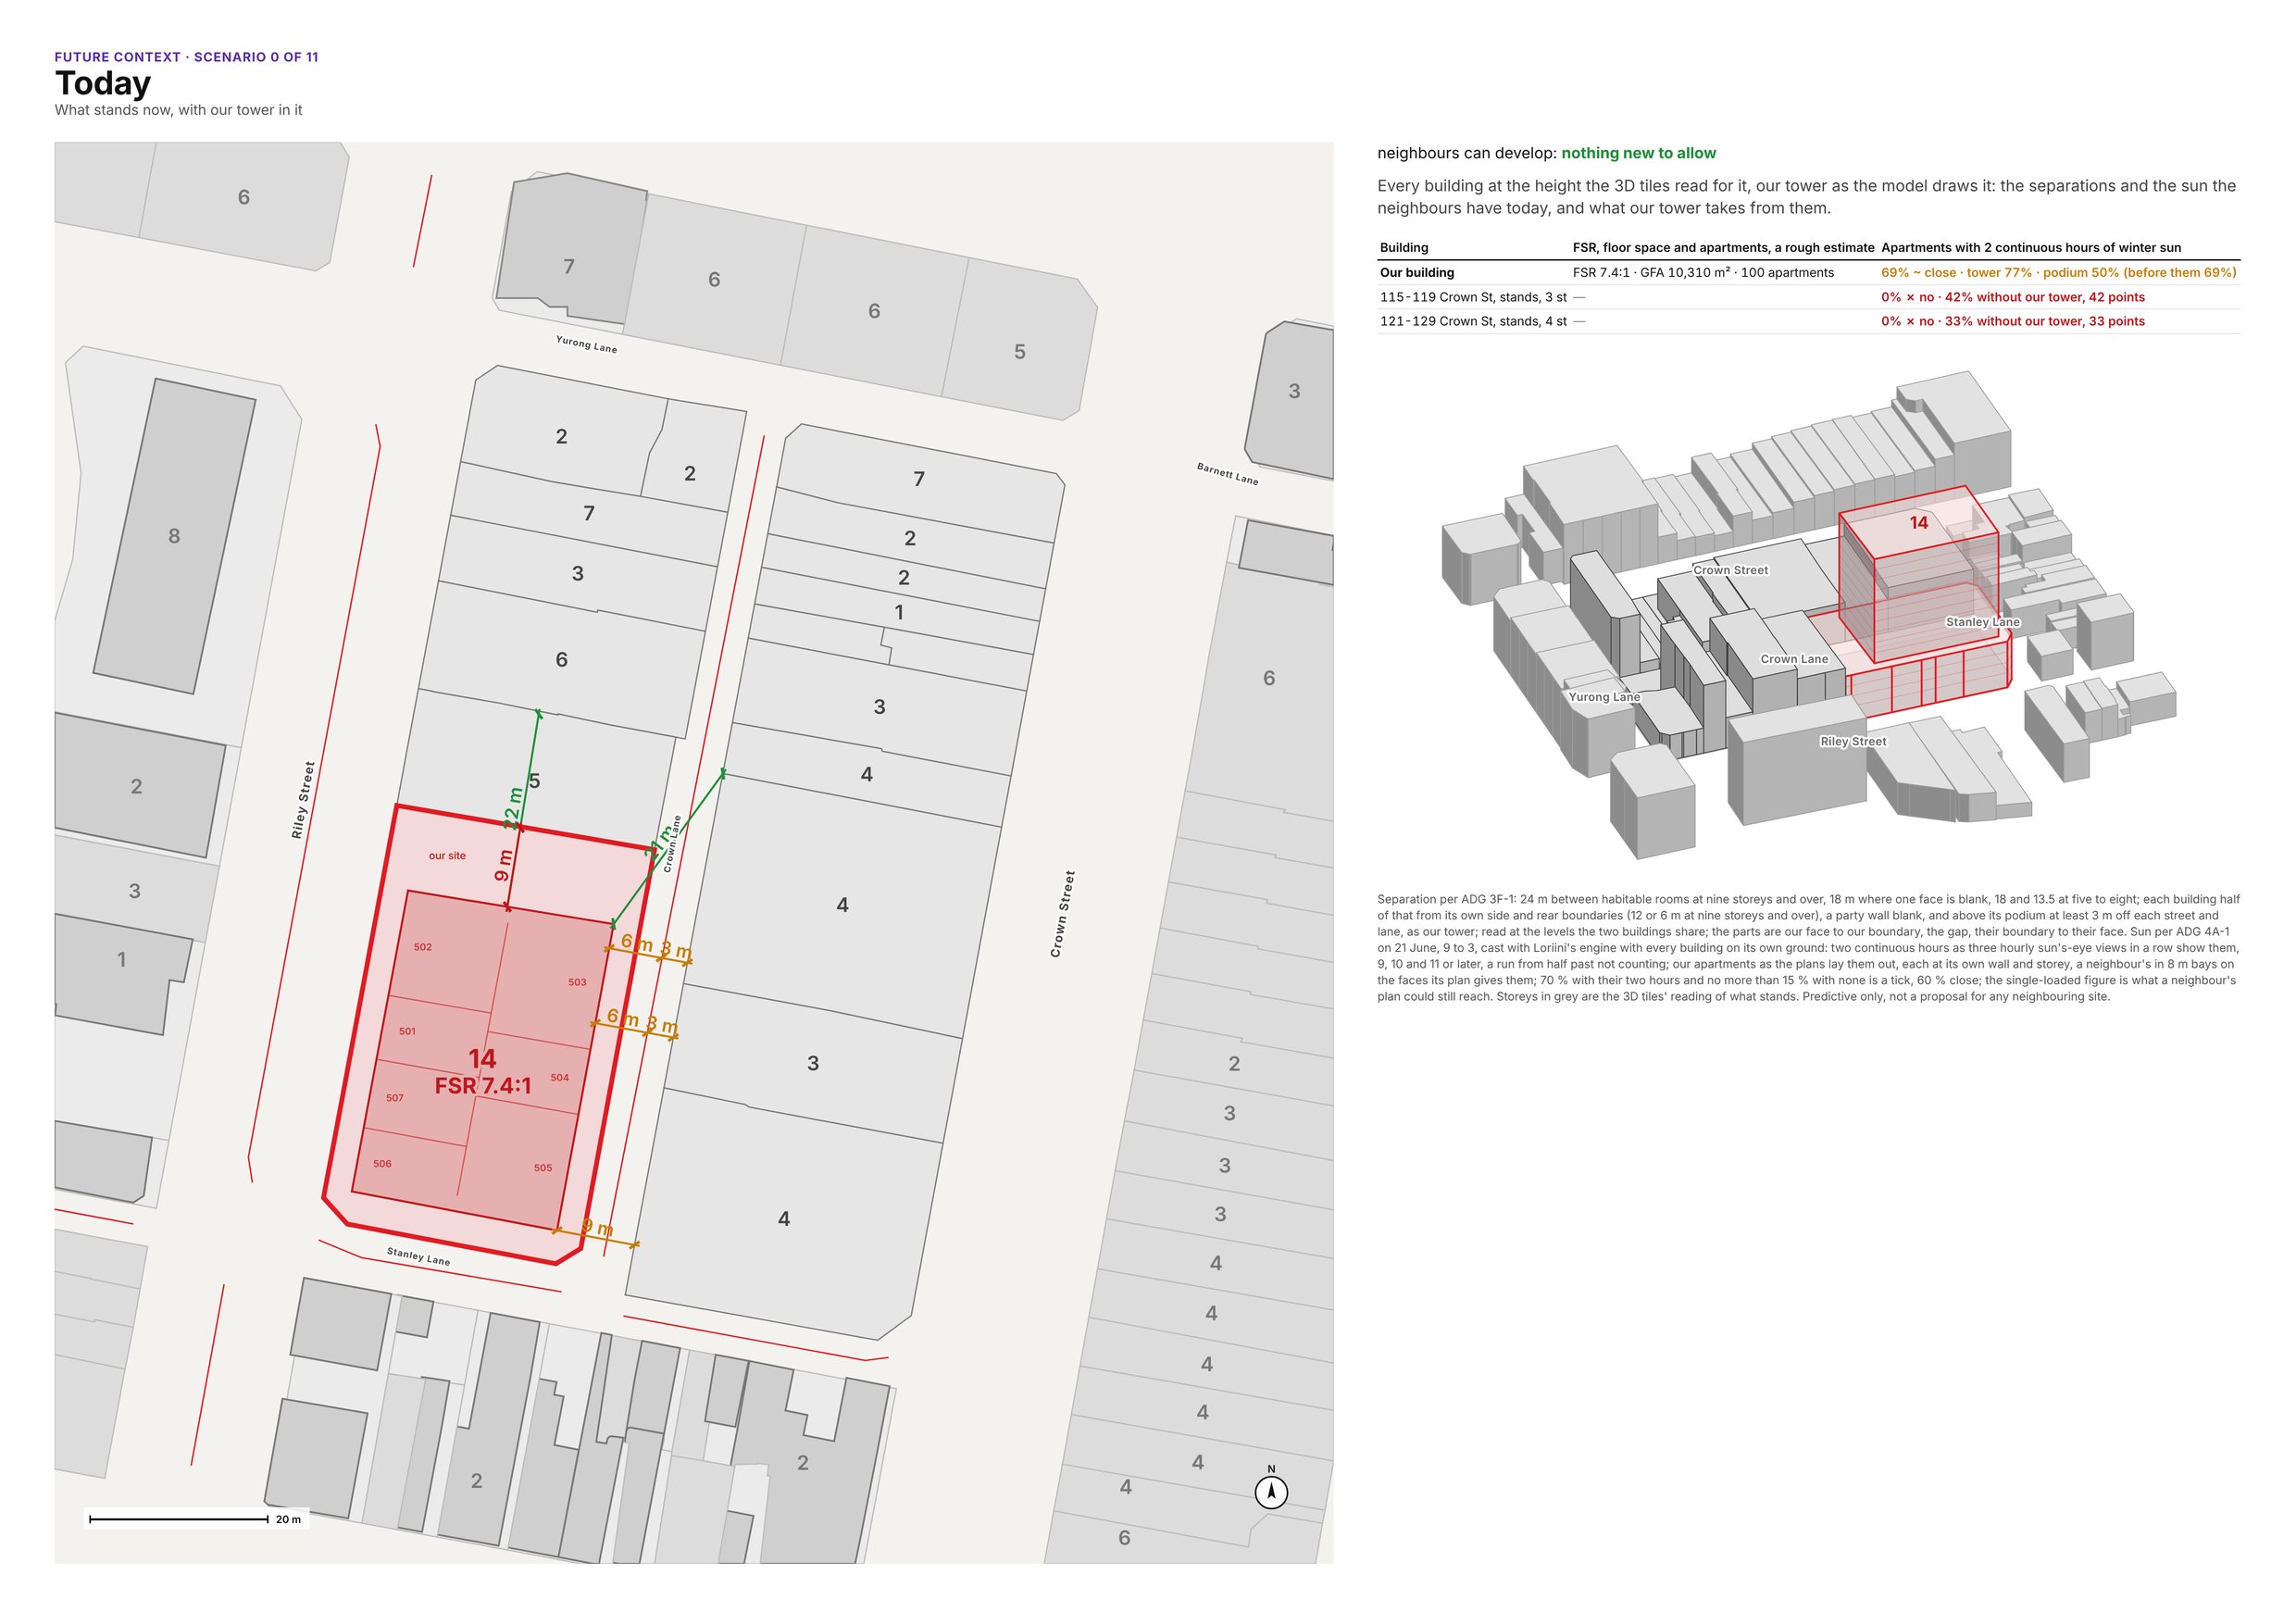 FUTURE CONTEXT · SCENARIO 0 OF 11
Today
What stands now, with our tower in it
6
7
6
6
5
3
Yurong Lane
Barnett Lane
8
2
2
7
3
6
5
7
2
2
1
3
4
4
3
4
6
2
3
1
Riley Street
Crown Lane
Crown Street
22 m
21 m
9 m
our site
6 m 3 m
6 m 3 m
9 m
502
503
501
504
507
506
505
14
FSR 7.4:1
Stanley Lane
2
3
3
3
4
4
4
4
4
4
6
2
2
20 m
N
neighbours can develop: nothing new to allow
Every building at the height the 3D tiles read for it, our tower as the model draws it: the separations and the sun the
neighbours have today, and what our tower takes from them.
Building FSR, floor space and apartments, a rough estimate Apartments with 2 continuous hours of winter sun
Our building FSR 7.4:1 · GFA 10,310 m² · 100 apartments 69% ~ close · tower 77% · podium 50% (before them 69%)
115-119 Crown St, stands, 3 st — 0% × no · 42% without our tower, 42 points
121-129 Crown St, stands, 4 st — 0% × no · 33% without our tower, 33 points
14
Crown Street
Stanley Lane
Crown Lane
Yurong Lane
Riley Street
Separation per ADG 3F-1: 24 m between habitable rooms at nine storeys and over, 18 m where one face is blank, 18 and 13.5 at five to eight; each building half
of that from its own side and rear boundaries (12 or 6 m at nine storeys and over), a party wall blank, and above its podium at least 3 m off each street and
lane, as our tower; read at the levels the two buildings share; the parts are our face to our boundary, the gap, their boundary to their face. Sun per ADG 4A-1
on 21 June, 9 to 3, cast with Loriini's engine with every building on its own ground: two continuous hours as three hourly sun's-eye views in a row show them,
9, 10 and 11 or later, a run from half past not counting; our apartments as the plans lay them out, each at its own wall and storey, a neighbour's in 8 m bays on
the faces its plan gives them; 70 % with their two hours and no more than 15 % with none is a tick, 60 % close; the single-loaded figure is what a neighbour's
plan could still reach. Storeys in grey are the 3D tiles' reading of what stands. Predictive only, not a proposal for any neighbouring site.